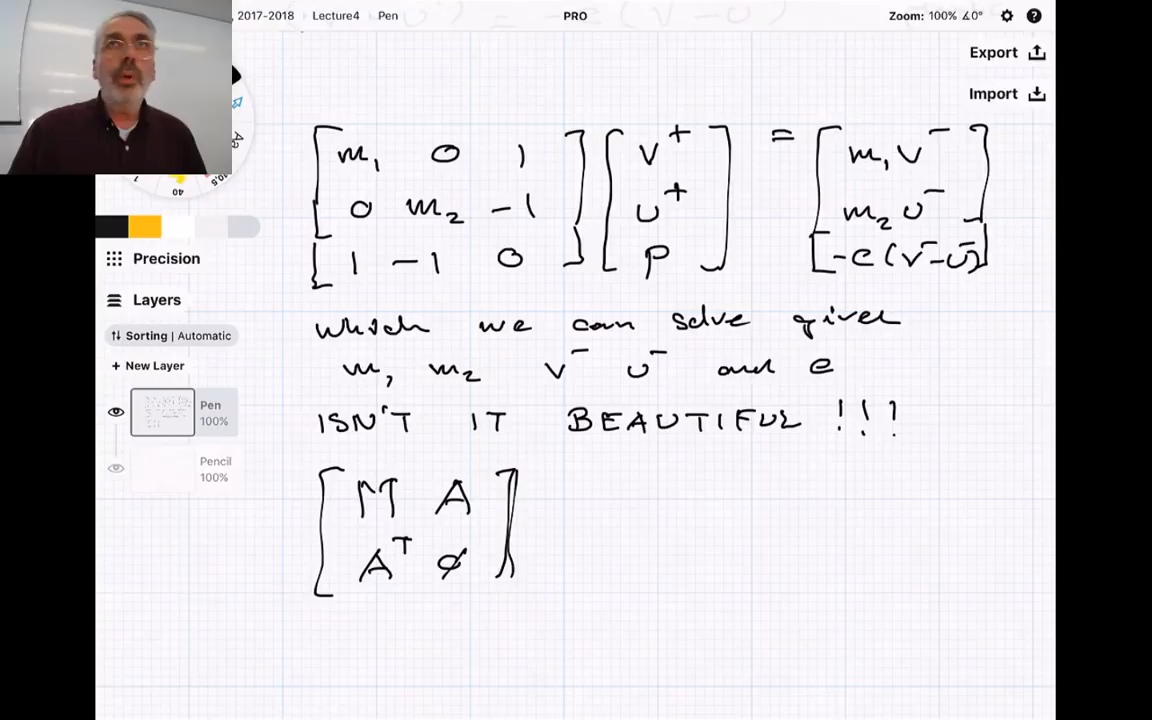 , 2017-2018 Lecture4 Pen PRO Zoom: 100% ∡0°
Export
Import
[m₁ 0 1] [v⁺] = [m₁v⁻]
[0 m₂ -1] [u⁺] [m₂u⁻]
[1 -1 0] [p] [-e(v⁻-u⁻)]
40
Precision
Layers
Sorting | Automatic
+ New Layer
Pen
100%
Pencil
100%
which we can solve given
m₁ m₂ v⁻ u⁻ and e
ISN'T IT BEAUTIFUL !!!
[M A]
[Aᵀ ∅]